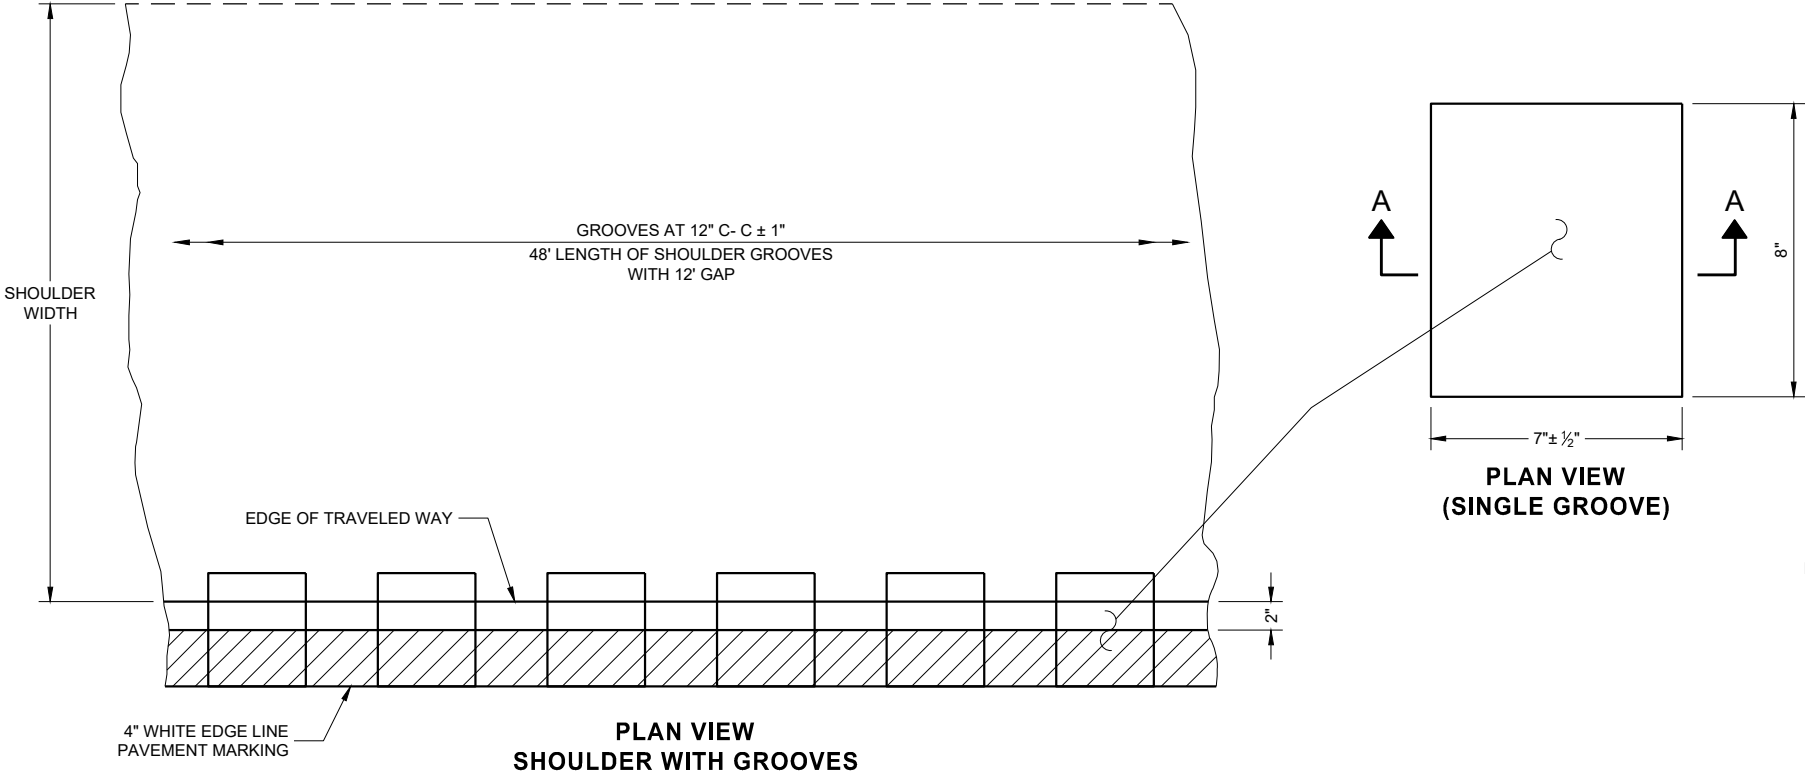 GROOVES AT 12" C- C ± 1"
48' LENGTH OF SHOULDER GROOVES
WITH 12' GAP
SHOULDER
WIDTH
EDGE OF TRAVELED WAY
2"
4" WHITE EDGE LINE
PAVEMENT MARKING
PLAN VIEW
SHOULDER WITH GROOVES
A
A
8"
7"± ½"
PLAN VIEW
(SINGLE GROOVE)